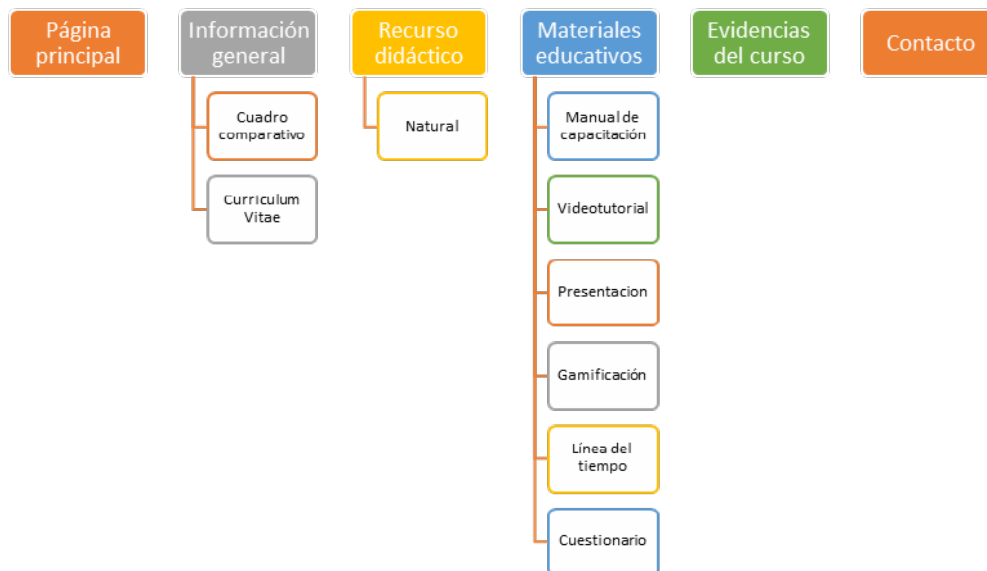 Página
principal
Información
general
Cuadro
comparativo
Curriculum
Vitae
Recurso
didáctico
Natural
Materiales
educativos
Manual de
capacitación
Videotutorial
Presentacion
Gamificación
Línea del
tiempo
Cuestionario
Evidencias
del curso
Contacto